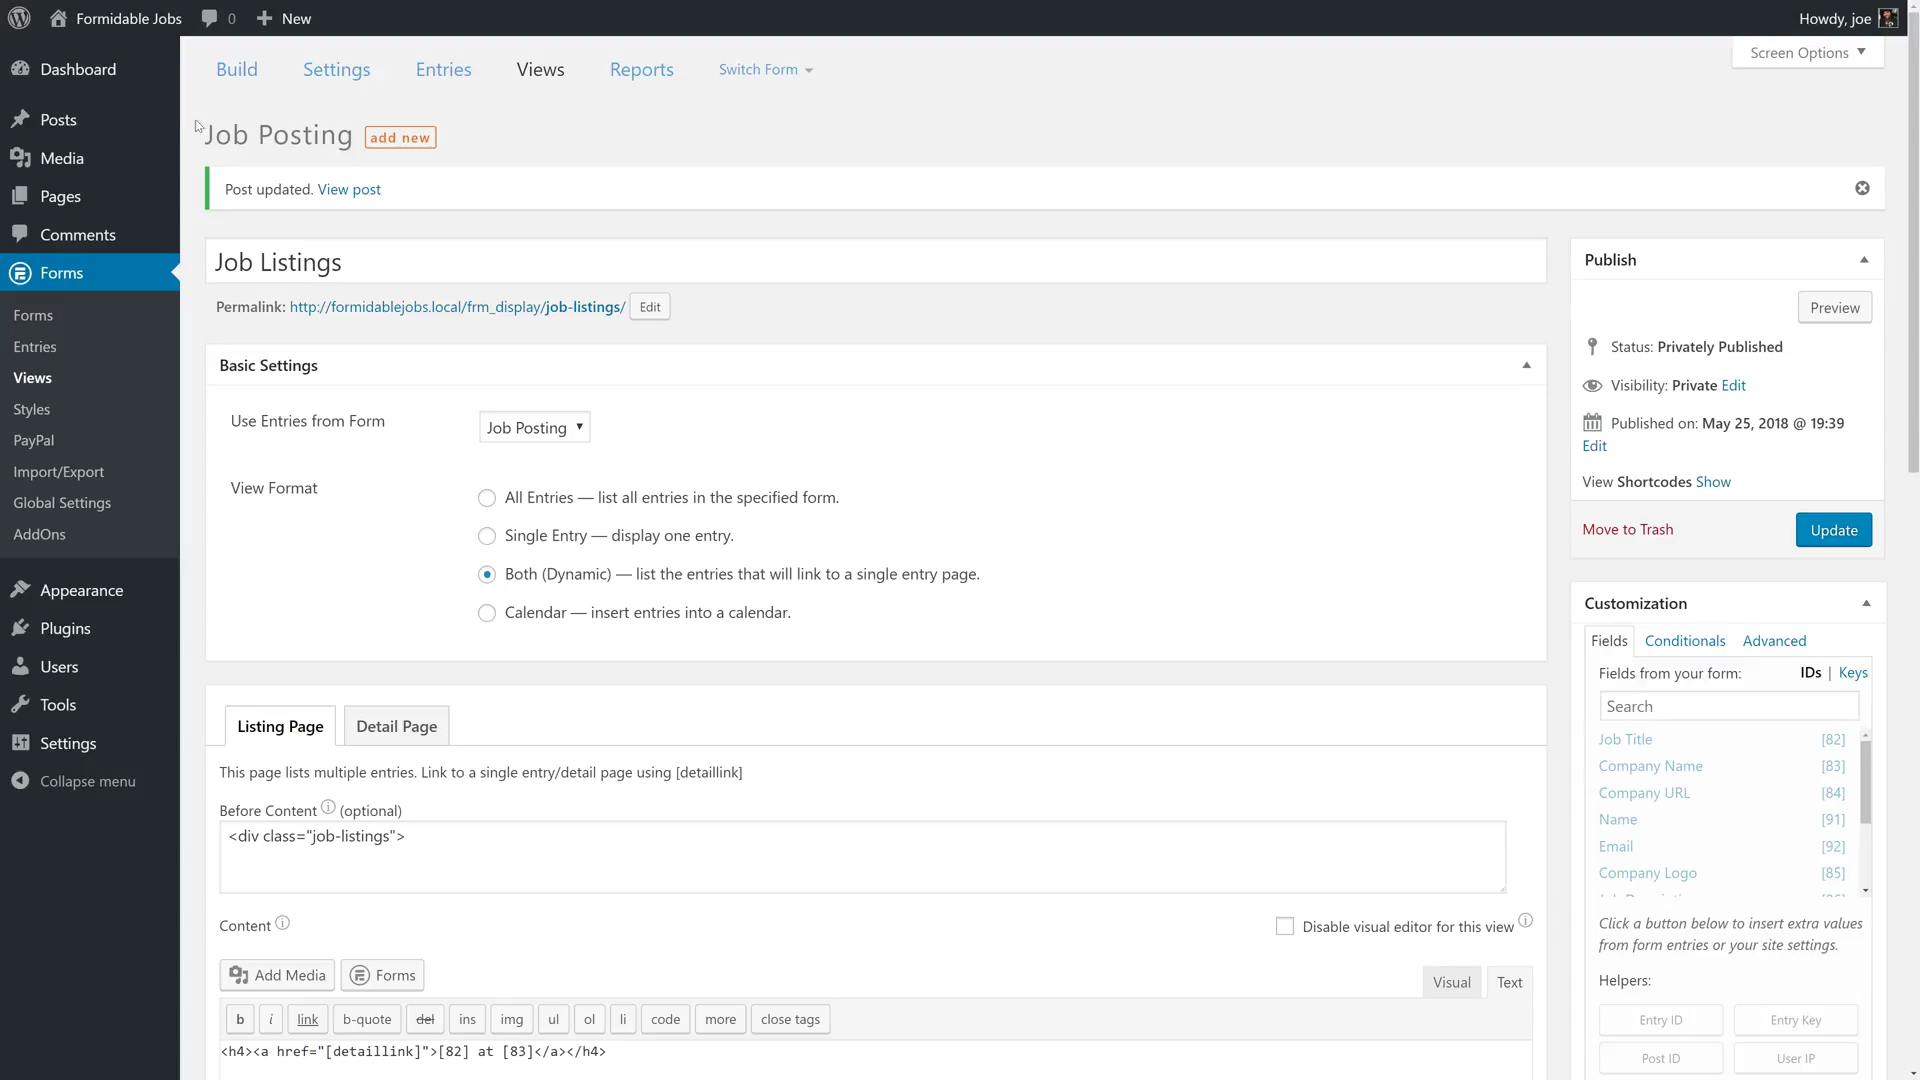 Formidable Jobs
0
New
Howdy, joe
Screen Options
Build
Settings
Entries
Views
Reports
Switch Form
Dashboard
Posts
Media
Pages
Comments
Forms
Forms
Entries
Views
Styles
PayPal
Import/Export
Global Settings
AddOns
Appearance
Plugins
Users
Tools
Settings
Collapse menu
Job Posting
add new
Post updated. View post
Job Listings
Permalink: http://formidablejobs.local/frm_display/job-listings/ Edit
Basic Settings
Use Entries from Form
Job Posting
View Format
All Entries — list all entries in the specified form.
Single Entry — display one entry.
Both (Dynamic) — list the entries that will link to a single entry page.
Calendar — insert entries into a calendar.
Listing Page
Detail Page
This page lists multiple entries. Link to a single entry/detail page using [detaillink]
Before Content (optional)
<div class="job-listings">
Content
Disable visual editor for this view
Add Media
Forms
Visual
Text
b
i
link
b-quote
del
ins
img
ul
ol
li
code
more
close tags
<h4><a href="[detaillink]">[82] at [83]</a></h4>
Publish
Preview
Status: Privately Published
Visibility: Private Edit
Published on: May 25, 2018 @ 19:39
Edit
View Shortcodes Show
Move to Trash
Update
Customization
Fields
Conditionals
Advanced
Fields from your form:
IDs | Keys
Search
Job Title [82]
Company Name [83]
Company URL [84]
Name [91]
Email [92]
Company Logo [85]
Click a button below to insert extra values
from form entries or your site settings.
Helpers:
Entry ID
Entry Key
Post ID
User IP